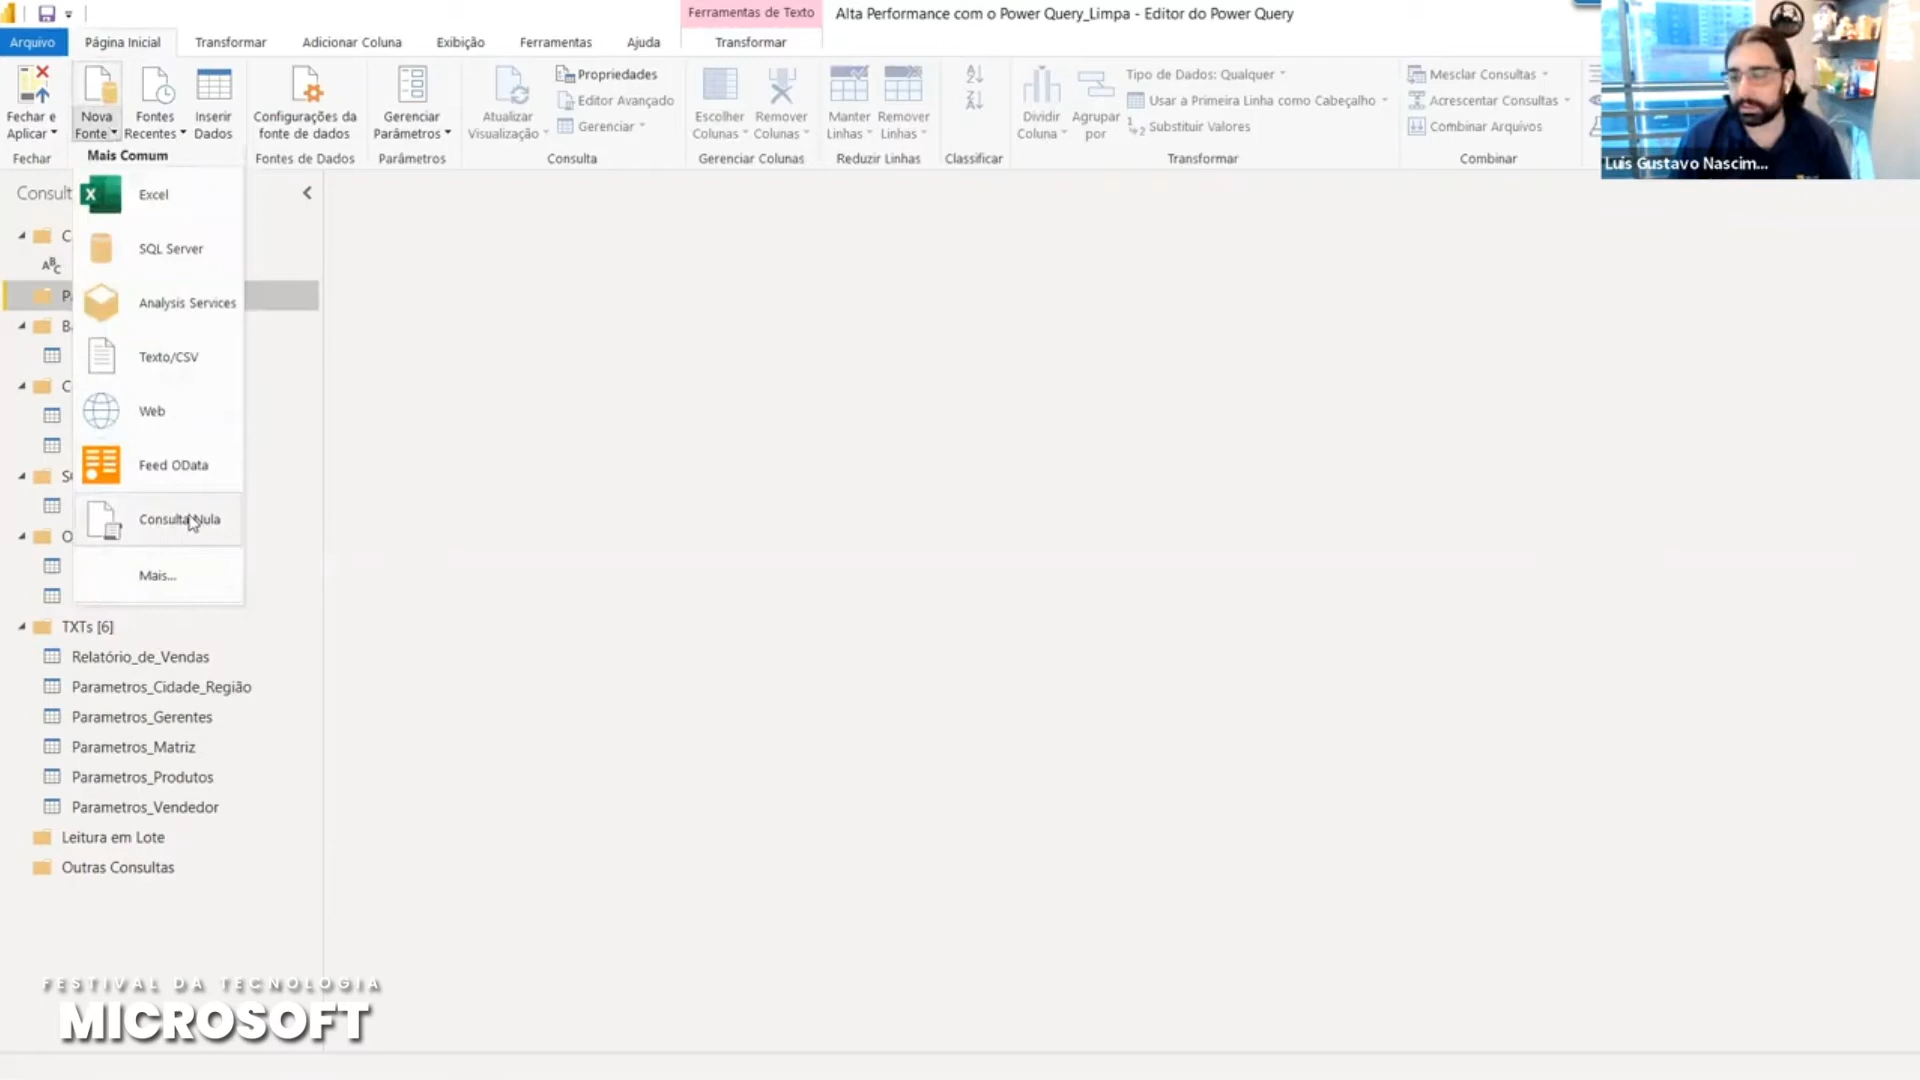 Ferramentas de Texto
Alta Performance com o Power Query_Limpa - Editor do Power Query
Arquivo
Página Inicial
Transformar
Adicionar Coluna
Exibição
Ferramentas
Ajuda
Transformar
Fechar e
Aplicar
Nova
Fonte
Fontes
Recentes
Inserir
Dados
Configurações da
fonte de dados
Gerenciar
Parâmetros
Atualizar
Visualização
Propriedades
Editor Avançado
Gerenciar
Escolher
Colunas
Remover
Colunas
Manter
Linhas
Remover
Linhas
Dividir
Coluna
Agrupar
por
Tipo de Dados: Qualquer
Usar a Primeira Linha como Cabeçalho
Substituir Valores
Mesclar Consultas
Acrescentar Consultas
Combinar Arquivos
Fechar
Fontes de Dados
Parâmetros
Consulta
Gerenciar Colunas
Reduzir Linhas
Classificar
Transformar
Combinar
Luis Gustavo Nascim...
Mais Comum
Consult
Excel
SQL Server
Analysis Services
Texto/CSV
Web
Feed OData
Consulta Nula
Mais...
TXTs [6]
Relatório_de_Vendas
Parametros_Cidade_Região
Parametros_Gerentes
Parametros_Matriz
Parametros_Produtos
Parametros_Vendedor
Leitura em Lote
Outras Consultas
FESTIVAL DA TECNOLOGIA
MICROSOFT